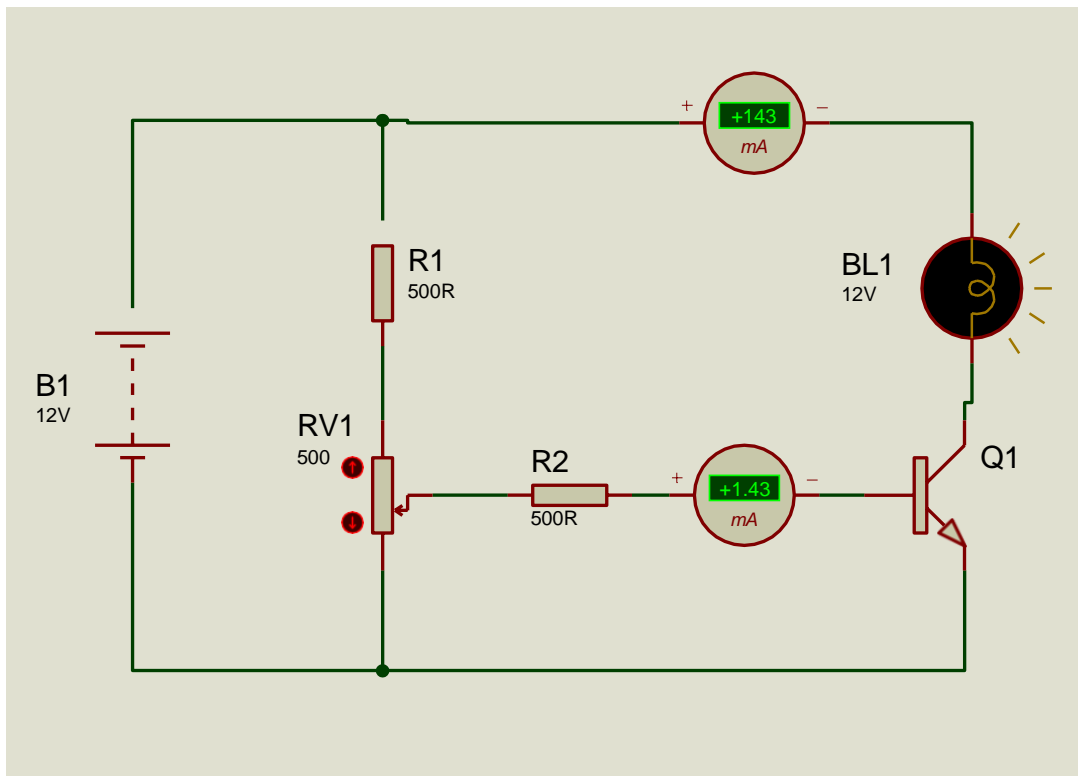 + +143 −
mA
R1
500R
BL1
12V
B1
12V
RV1
500
R2
500R
+ +1.43 −
mA
Q1